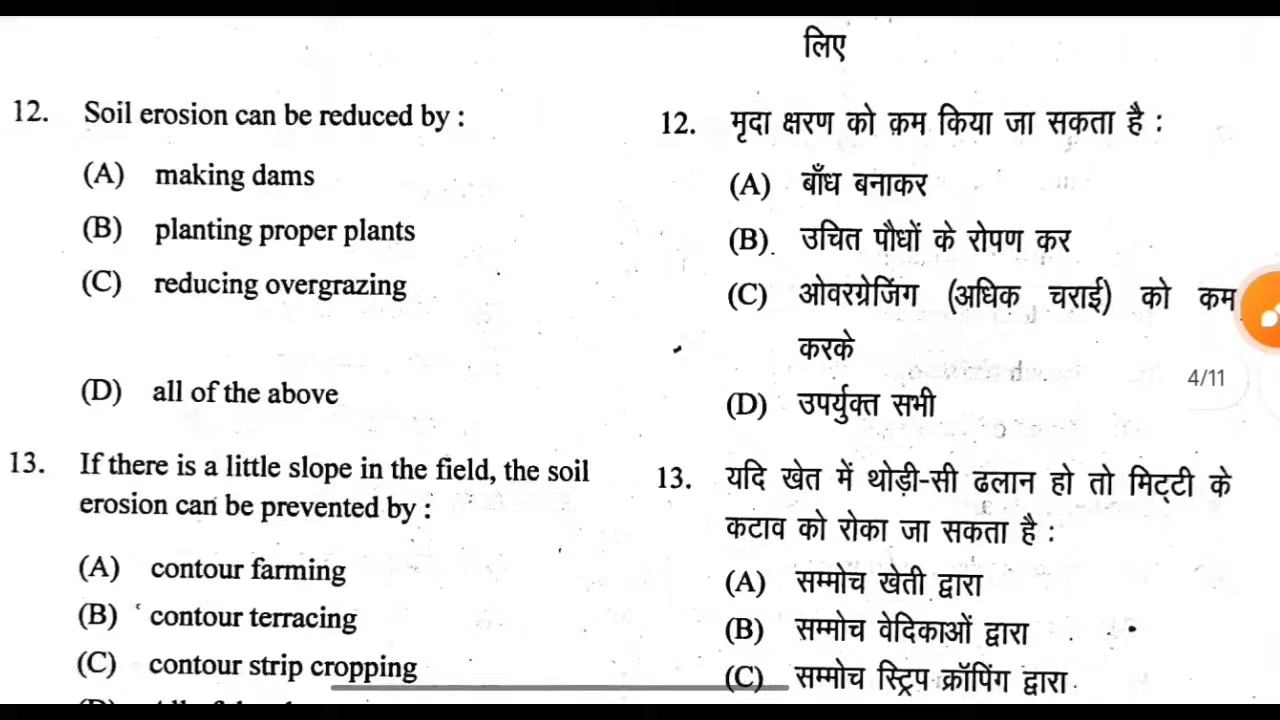 लिए
12. Soil erosion can be reduced by :
(A) making dams
(B) planting proper plants
(C) reducing overgrazing
(D) all of the above
13. If there is a little slope in the field, the soil
erosion can be prevented by :
(A) contour farming
(B) contour terracing
(C) contour strip cropping
12. मृदा क्षरण को कम किया जा सकता है :
(A) बाँध बनाकर
(B) उचित पौधों के रोपण कर
(C) ओवरग्रेजिंग (अधिक चराई) को कम
करके
(D) उपर्युक्त सभी
13. यदि खेत में थोड़ी-सी ढलान हो तो मिट्टी के
कटाव को रोका जा सकता है :
(A) सम्मोच खेती द्वारा
(B) सम्मोच वेदिकाओं द्वारा
(C) सम्मोच स्ट्रिप क्रॉपिंग द्वारा
4/11